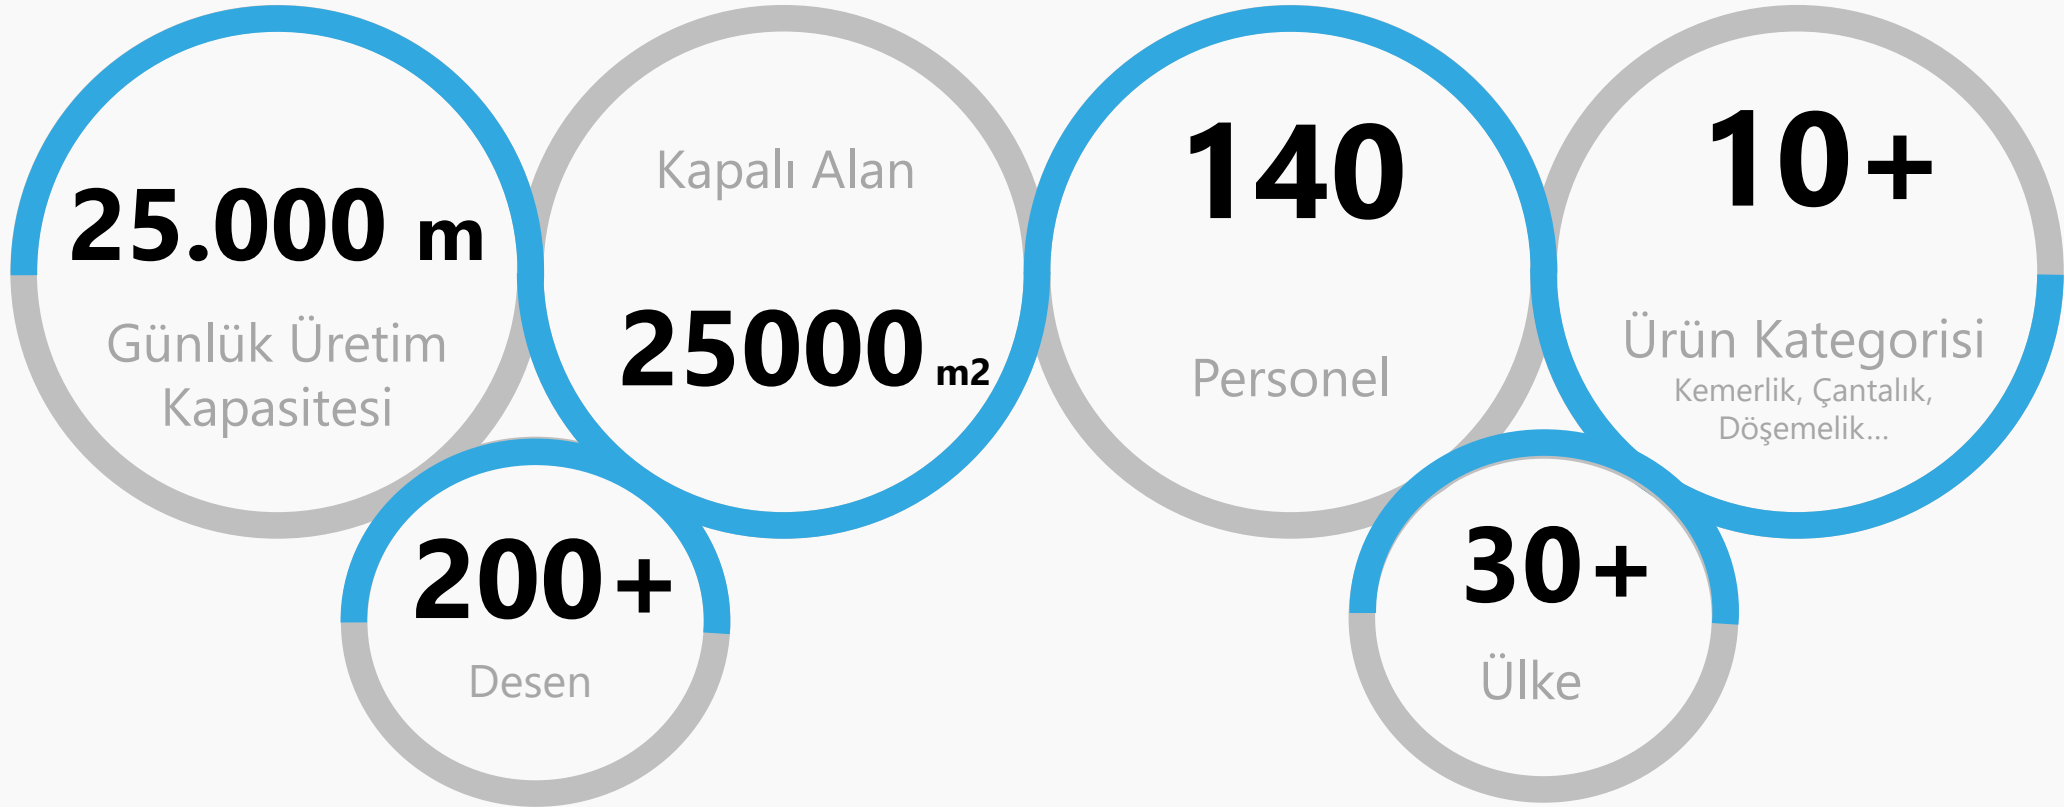 25.000 m
Günlük Üretim
Kapasitesi
Kapalı Alan
25000 m2
140
Personel
10+
Ürün Kategorisi
Kemerlik, Çantalık,
Döşemelik...
200+
Desen
30+
Ülke